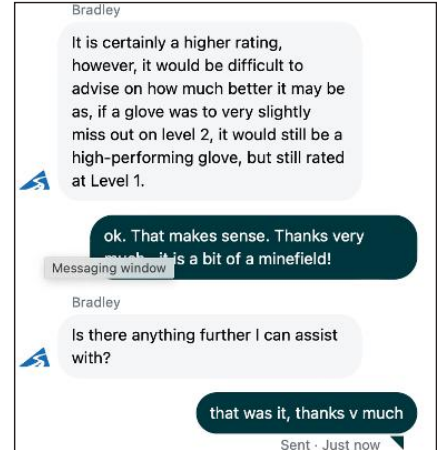 Bradley
It is certainly a higher rating,
however, it would be difficult to
advise on how much better it may be
as, if a glove was to very slightly
miss out on level 2, it would still be a
high-performing glove, but still rated
at Level 1.
ok. That makes sense. Thanks very
much it is a bit of a minefield!
Messaging window
Bradley
Is there anything further I can assist
with?
that was it, thanks v much
Sent · Just now